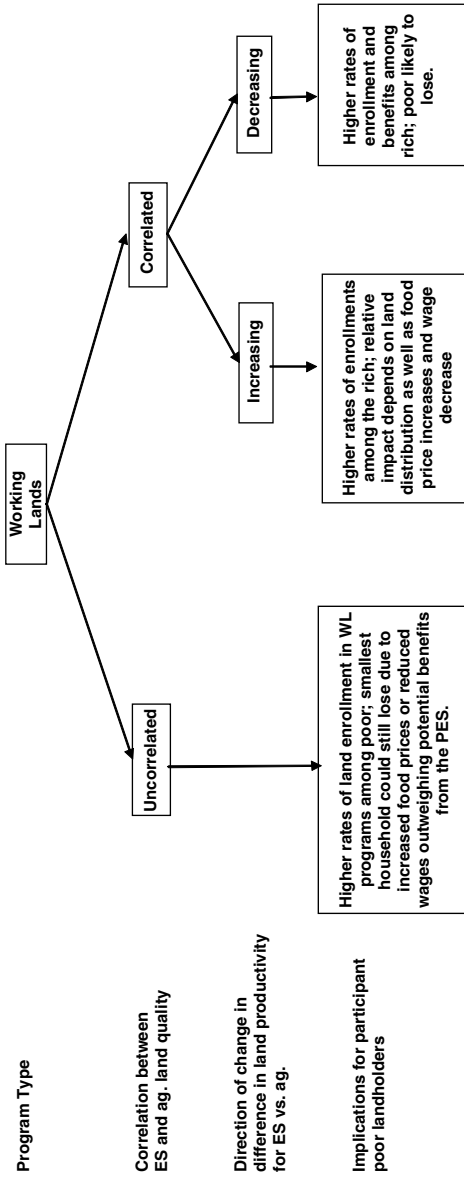 Program Type
Working
Lands
Correlation between
ES and ag. land quality
Uncorrelated
Correlated
Direction of change in
difference in land productivity
for ES vs. ag.
Increasing
Decreasing
Implications for participant
poor landholders
Higher rates of land enrollment in WL
programs among poor; smallest
household could still lose due to
increased food prices or reduced
wages outweighing potential benefits
from the PES.
Higher rates of enrollments
among the rich; relative
impact depends on land
distribution as well as food
price increases and wage
decrease
Higher rates of
enrollment and
benefits among
rich; poor likely to
lose.